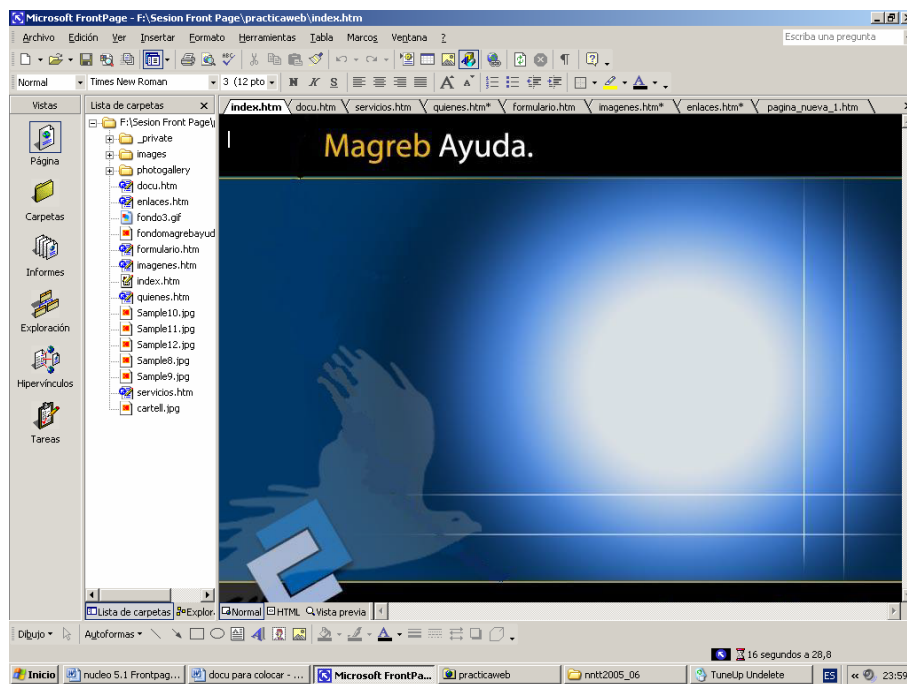 Microsoft FrontPage - F:\Sesion Front Page\practicaweb\index.htm
Archivo Edición Ver Insertar Formato Herramientas Tabla Marcos Ventana ?
Escriba una pregunta
Normal Times New Roman 3 (12 pto N K S
Vistas
Lista de carpetas
index.htm docu.htm servicios.htm quienes.htm* formulario.htm imagenes.htm* enlaces.htm* pagina_nueva_1.htm
Página
Carpetas
Informes
Exploración
Hipervínculos
Tareas
F:\Sesion Front Page\
_private
images
photogallery
docu.htm
enlaces.htm
fondo3.gif
fondomagrebayud
formulario.htm
imagenes.htm
index.htm
quienes.htm
Sample10.jpg
Sample11.jpg
Sample12.jpg
Sample8.jpg
Sample9.jpg
servicios.htm
cartell.jpg
Magreb Ayuda.
Lista de carpetas Explor.
Normal HTML Vista previa
Dibujo Autoformas
16 segundos a 28,8
Inicio nucleo 5.1 Frontpag... docu para colocar - ... Microsoft FrontPa... practicaweb nntt2005_06 TuneUp Undelete ES 23:59